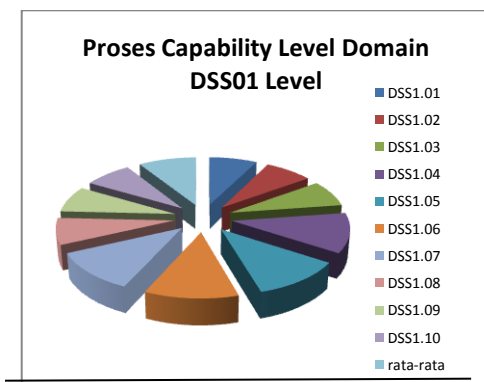 Proses Capability Level Domain
DSS01 Level
DSS1.01
DSS1.02
DSS1.03
DSS1.04
DSS1.05
DSS1.06
DSS1.07
DSS1.08
DSS1.09
DSS1.10
rata-rata